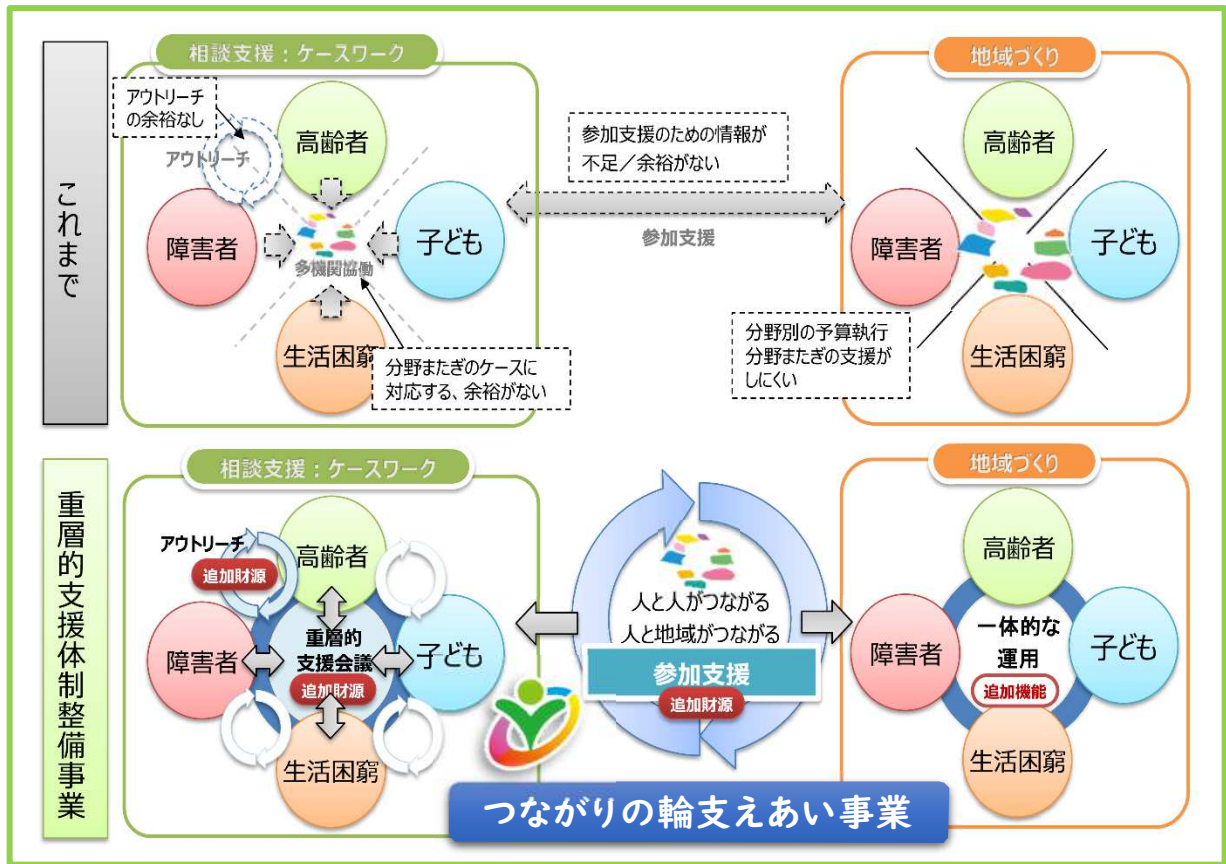 これまで
相談支援：ケースワーク
アウトリーチ
の余裕なし
アウトリーチ
高齢者
障害者
子ども
多機関協働
生活困窮
分野またぎのケースに
対応する、余裕がない
参加支援のための情報が
不足／余裕がない
参加支援
地域づくり
高齢者
障害者
子ども
生活困窮
分野別の予算執行
分野またぎの支援が
しにくい
重層的支援体制整備事業
相談支援：ケースワーク
アウトリーチ
追加財源
高齢者
障害者
重層的
支援会議
追加財源
子ども
生活困窮
人と人がつながる
人と地域がつながる
参加支援
追加財源
地域づくり
高齢者
障害者
一体的な
運用
追加機能
子ども
生活困窮
つながりの輪支えあい事業